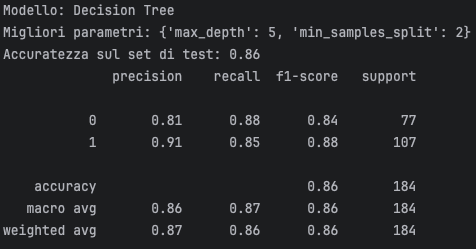 Modello: Decision Tree
Migliori parametri: {'max_depth': 5, 'min_samples_split': 2}
Accuratezza sul set di test: 0.86
precision recall f1-score support
0 0.81 0.88 0.84 77
1 0.91 0.85 0.88 107
accuracy 0.86 184
macro avg 0.86 0.87 0.86 184
weighted avg 0.87 0.86 0.86 184